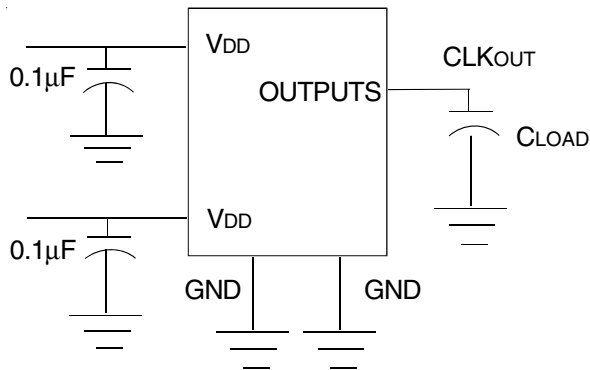 VDD
CLKOUT
0.1μF
OUTPUTS
CLOAD
VDD
0.1μF
GND
GND